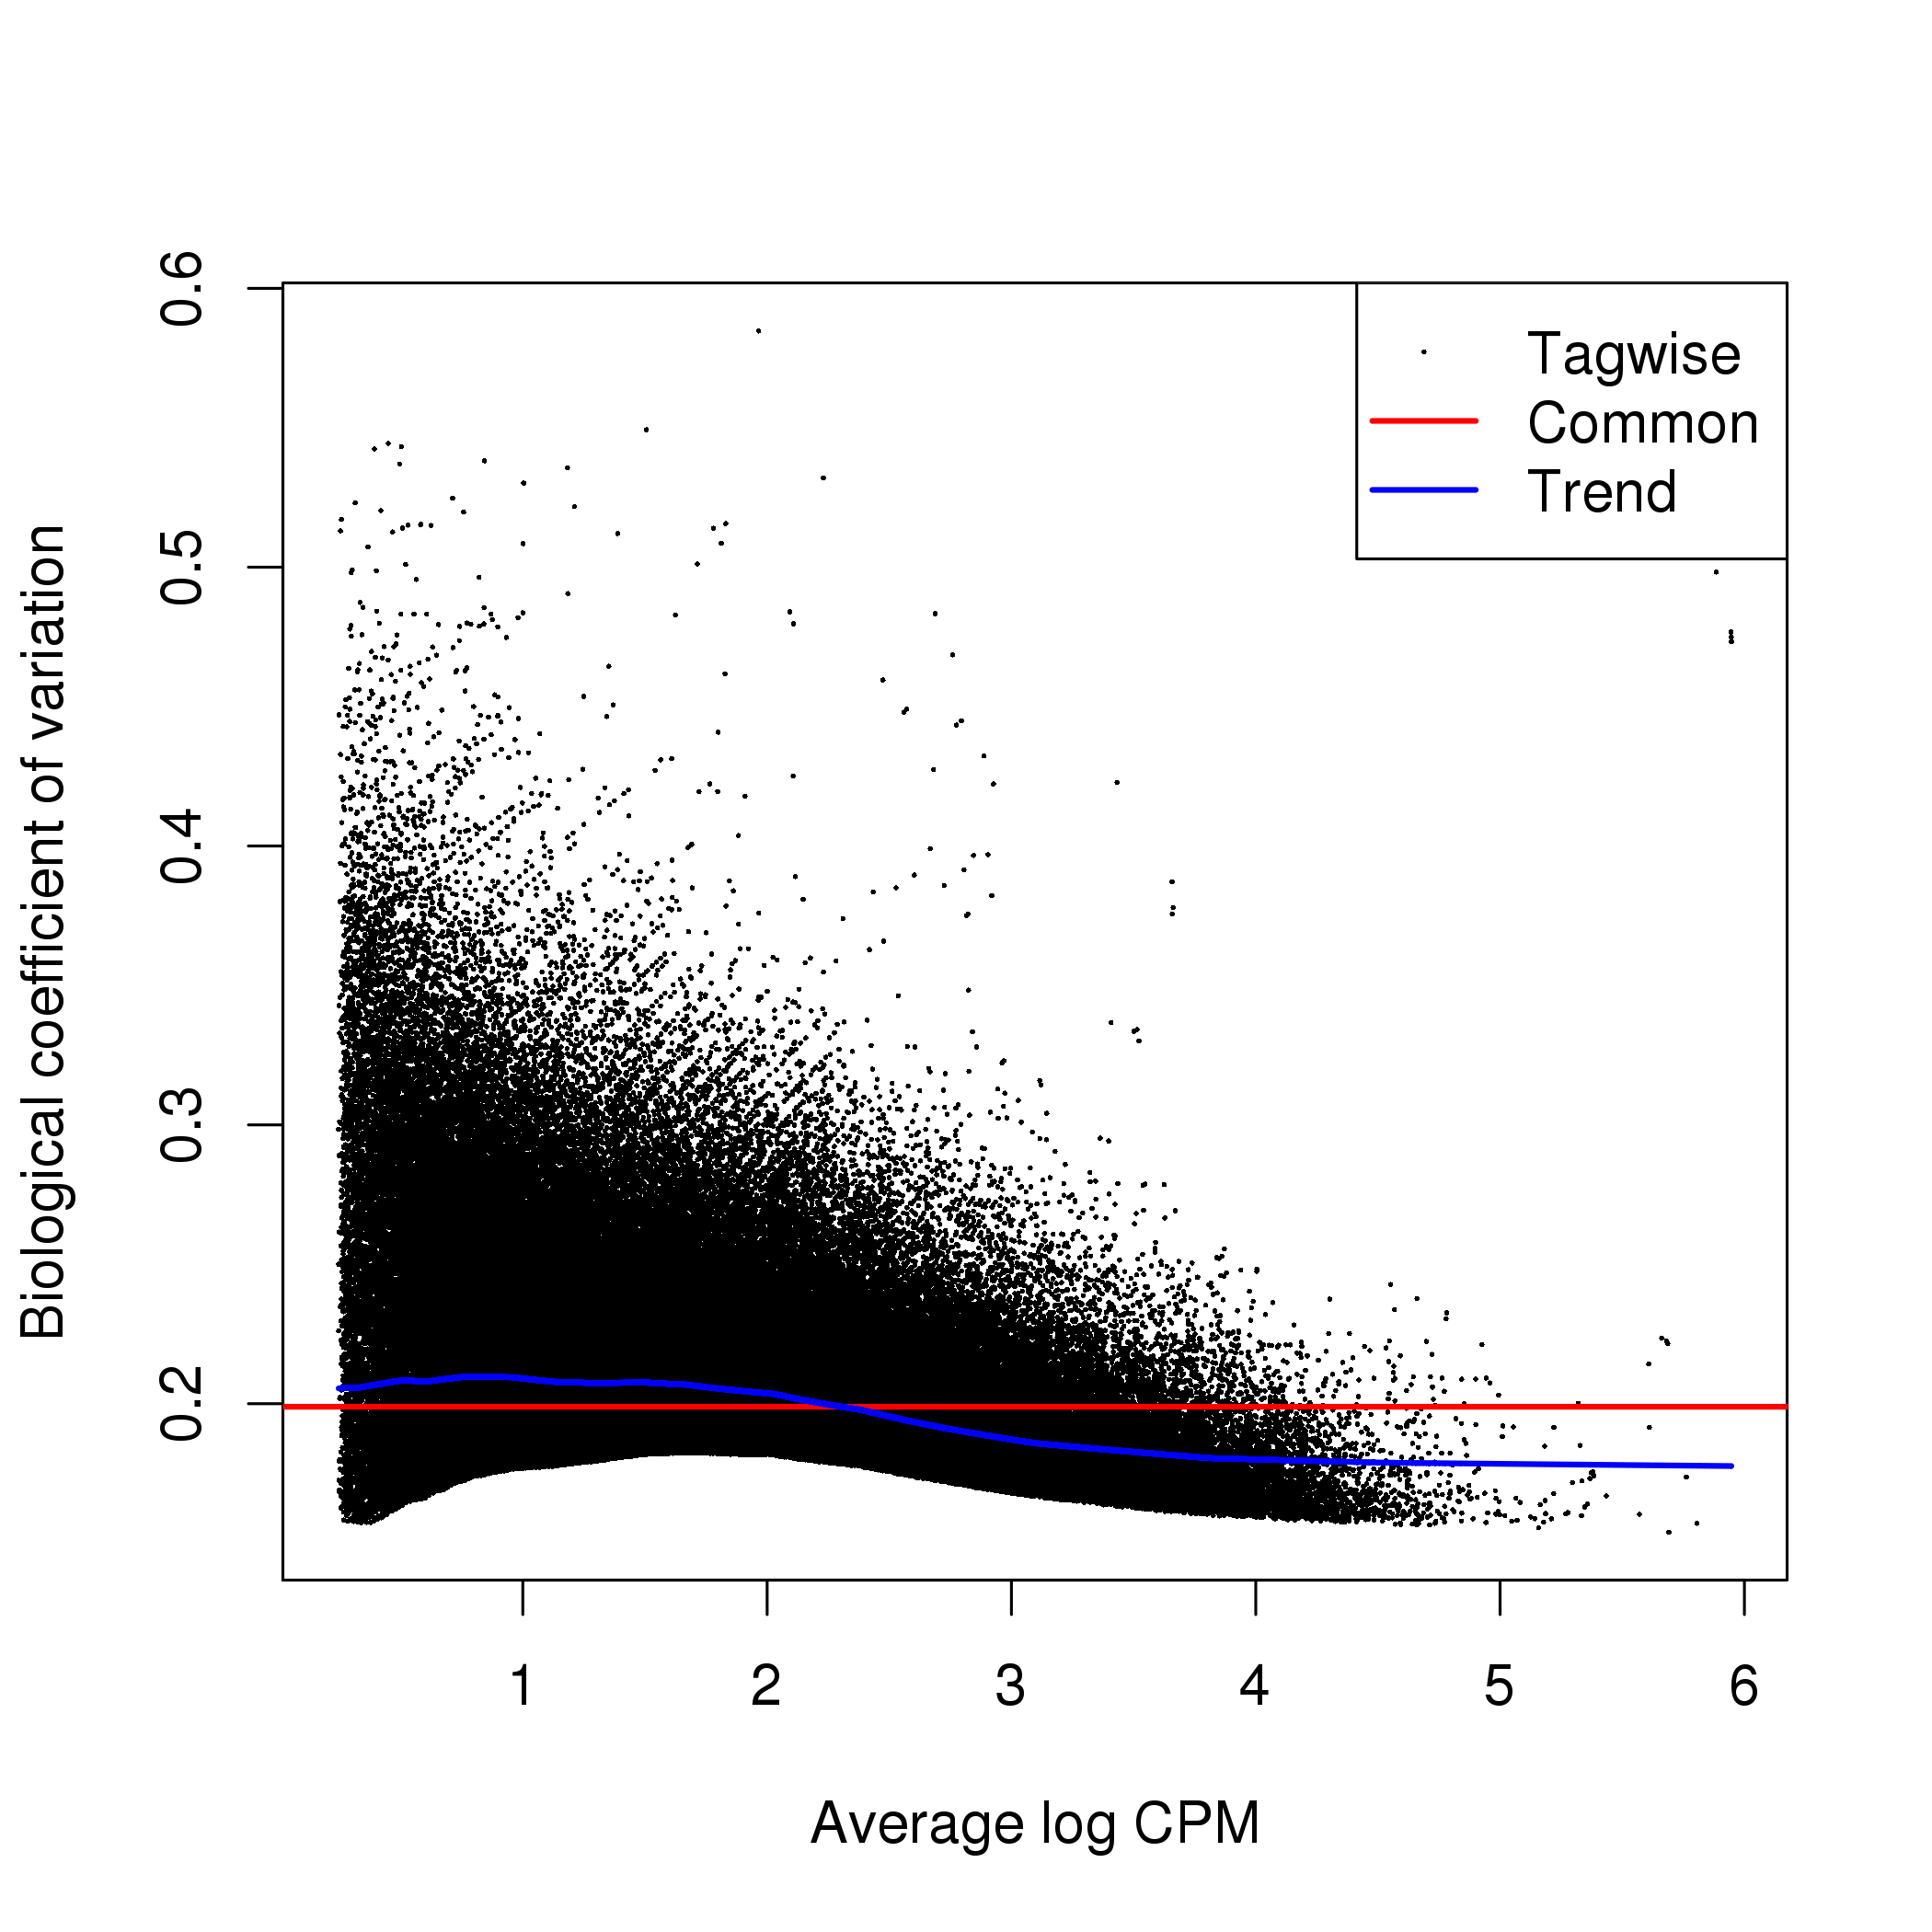 Tagwise
Common
Trend
Biological coefficient of variation
0.6
0.5
0.4
0.3
0.2
1 2 3 4 5 6
Average log CPM